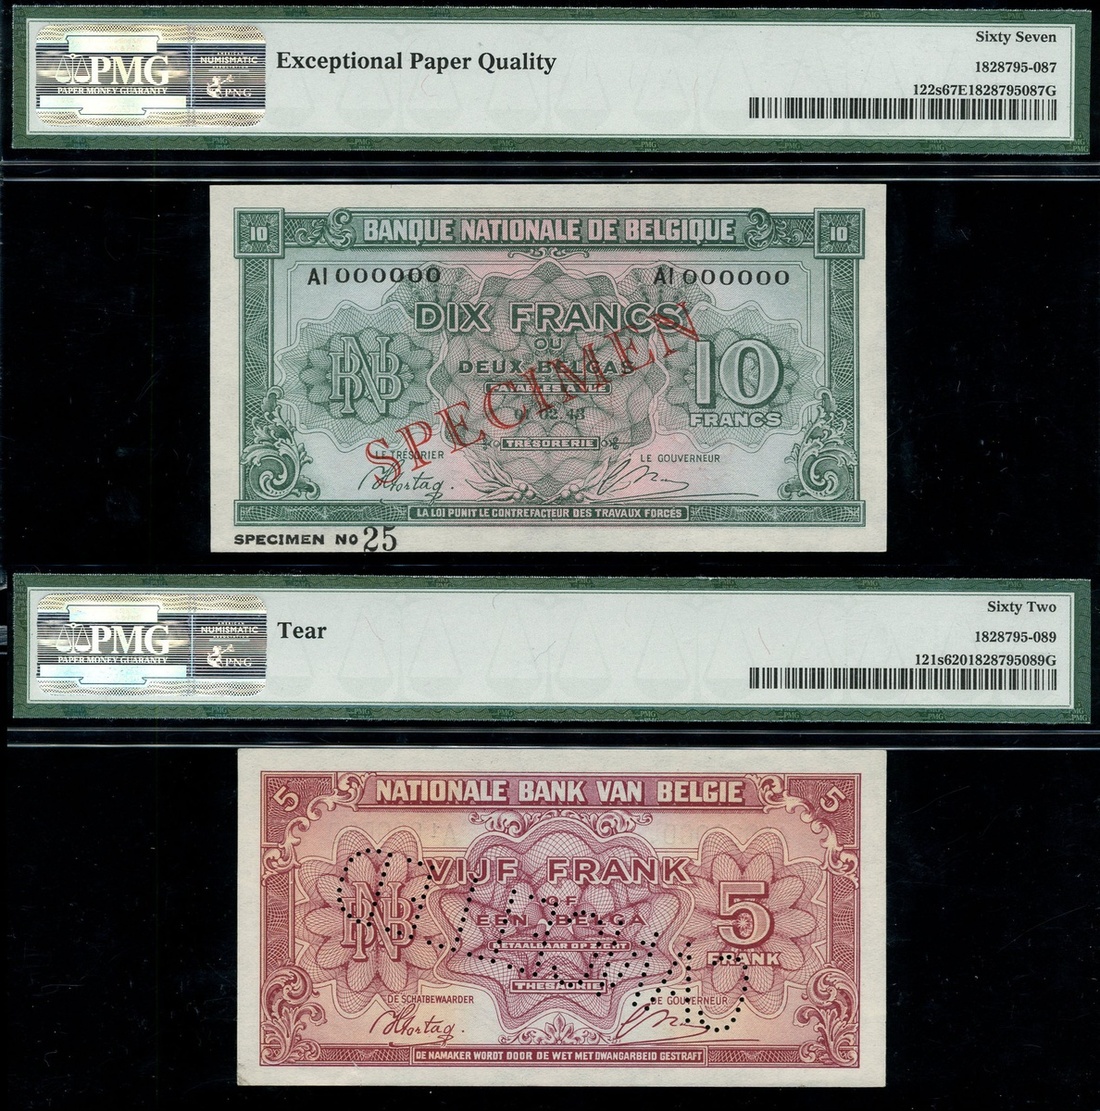 PMG
PAPER MONEY GUARANTY
NUMISMATIC
PNG
Exceptional Paper Quality
Sixty Seven
1828795-087
122s67E1828795087G
10
BANQUE NATIONALE DE BELGIQUE
10
A1 000000
A1 000000
DIX FRANCS
OU
DEUX BELGAS
PAYABLES A VUE
TRÉSORERIE
10
FRANCS
SPECIMEN
LE TRÉSORIER
LE GOUVERNEUR
LA LOI PUNIT LE CONTREFACTEUR DES TRAVAUX FORCÉS
SPECIMEN NO 25
PMG
PAPER MONEY GUARANTY
NUMISMATIC
PNG
Tear
Sixty Two
1828795-089
121s6201828795089G
5
NATIONALE BANK VAN BELGIE
5
VIJF FRANK
OF
EEN BELGA
BETAALBAAR OP ZICHT
THESAURIE
5
FRANK
DE SCHATBEWAARDER
DE GOUVERNEUR
DE NAMAKER WORDT DOOR DE WET MET DWANGARBEID GESTRAFT